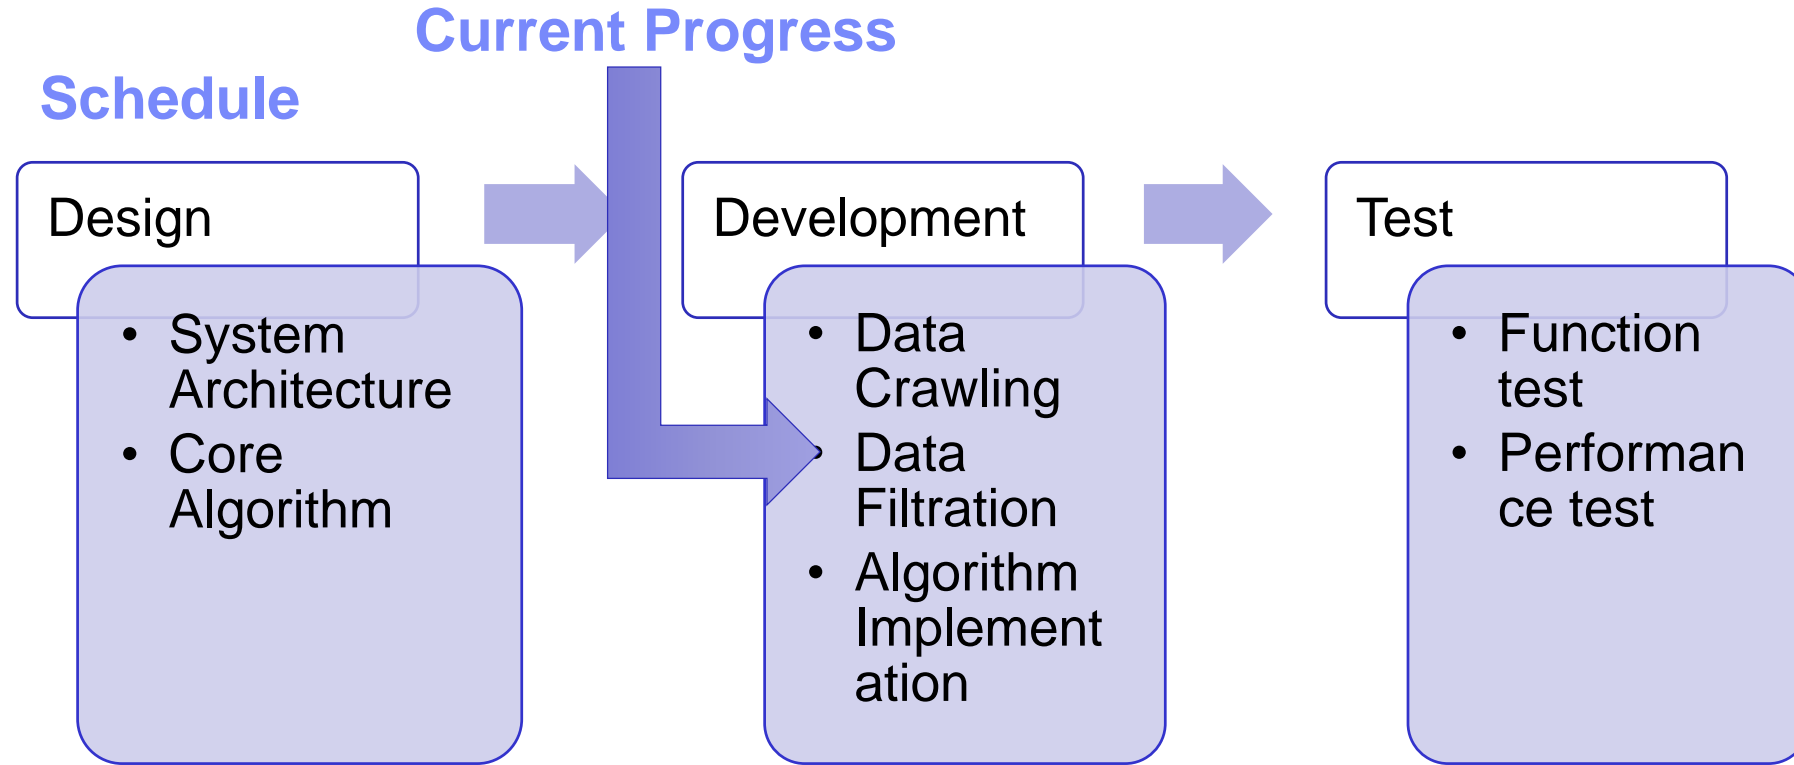 Current Progress
Schedule
Design
• System
Architecture
• Core
Algorithm
Development
• Data
Crawling
• Data
Filtration
• Algorithm
Implement
ation
Test
• Function
test
• Performan
ce test